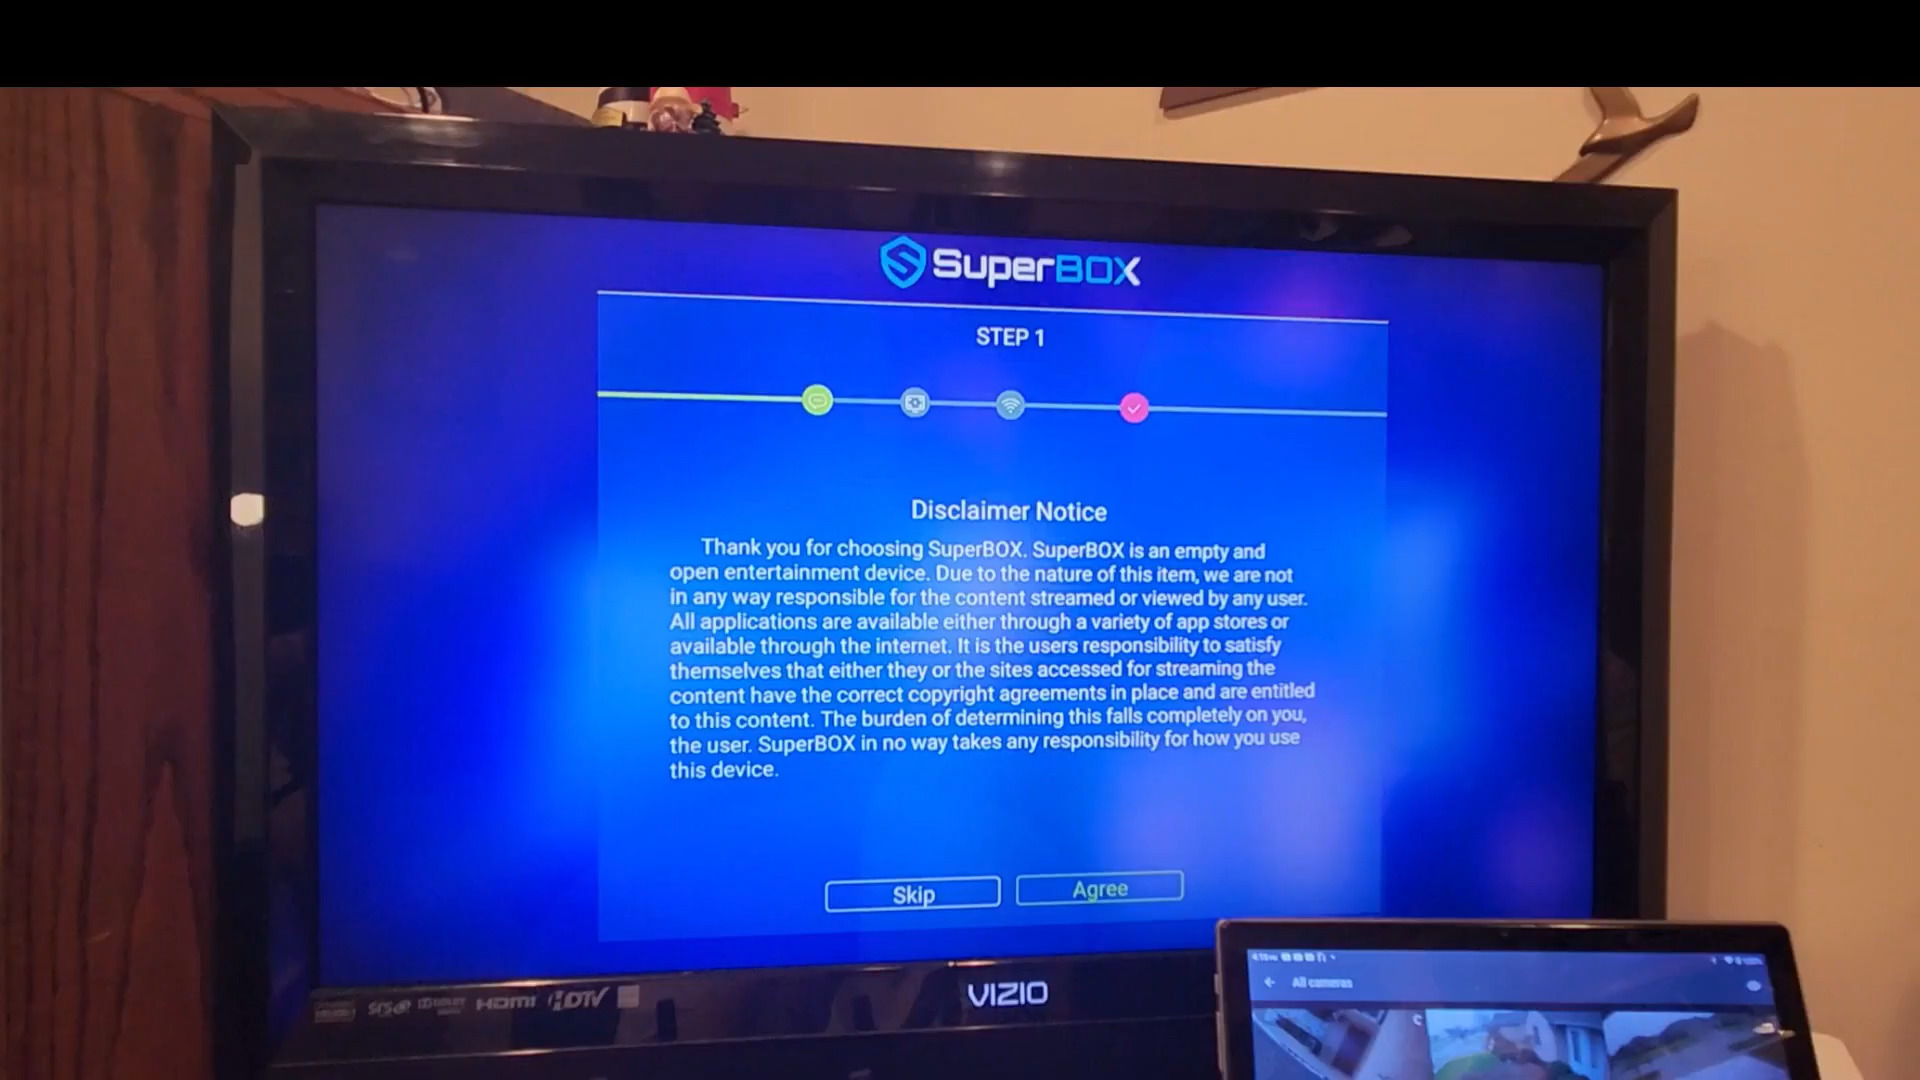 SuperBOX
STEP 1
Disclaimer Notice
Thank you for choosing SuperBOX. SuperBOX is an empty and
open entertainment device. Due to the nature of this item, we are not
in any way responsible for the content streamed or viewed by any user.
All applications are available either through a variety of app stores or
available through the internet. It is the users responsibility to satisfy
themselves that either they or the sites accessed for streaming the
content have the correct copyright agreements in place and are entitled
to this content. The burden of determining this falls completely on you,
the user. SuperBOX in no way takes any responsibility for how you use
this device.
Skip Agree
VIZIO
SRS DOLBY HDMI HDTV
All cameras